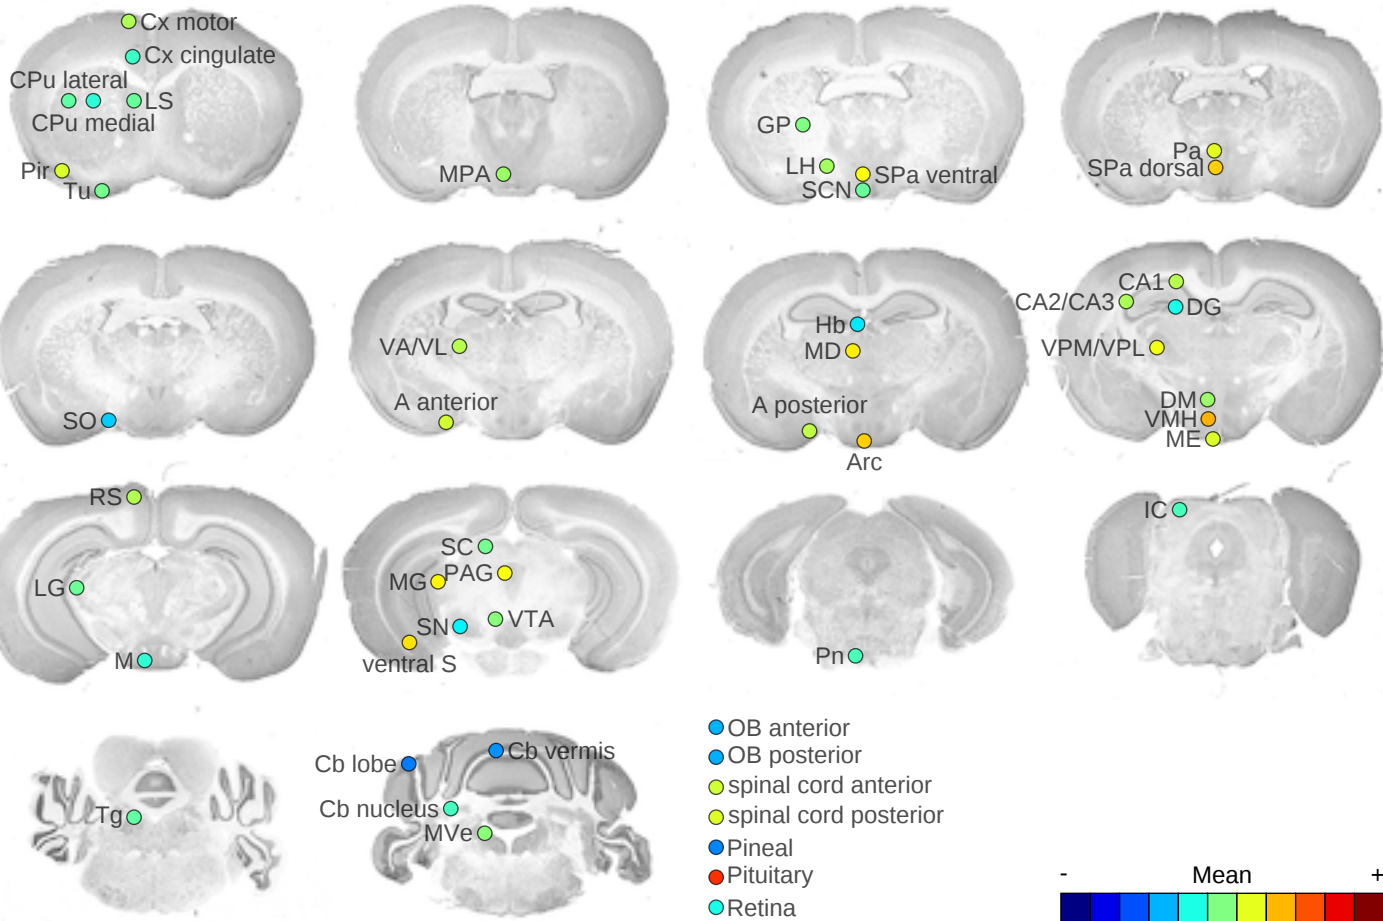 Cx motor
Cx cingulate
CPu lateral
LS
CPu medial
Pir
Tu
MPA
GP
LH
SPa ventral
SCN
Pa
SPa dorsal
SO
VA/VL
A anterior
Hb
MD
A posterior
Arc
CA1
CA2/CA3
DG
VPM/VPL
DM
VMH
ME
RS
LG
M
SC
MG
PAG
SN
VTA
ventral S
Pn
IC
Tg
Cb lobe
Cb vermis
Cb nucleus
MVe
OB anterior
OB posterior
spinal cord anterior
spinal cord posterior
Pineal
Pituitary
Retina
- Mean +